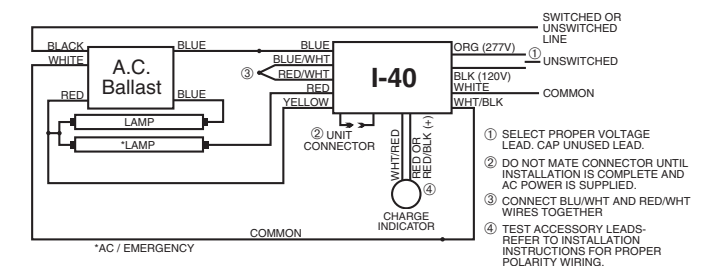 SWITCHED OR
UNSWITCHED
LINE
BLACK
BLUE
BLUE
ORG (277V)
①
WHITE
BLUE/WHT
UNSWITCHED
A.C.
Ballast
③
I-40
RED/WHT
BLK (120V)
RED
WHITE
COMMON
RED
BLUE
YELLOW
WHT/BLK
LAMP
*LAMP
② UNIT
CONNECTOR
WHT/RED
RED OR
RED/BLK (+)
④
CHARGE
INDICATOR
COMMON
*AC / EMERGENCY
① SELECT PROPER VOLTAGE
LEAD. CAP UNUSED LEAD.
② DO NOT MATE CONNECTOR UNTIL
INSTALLATION IS COMPLETE AND
AC POWER IS SUPPLIED.
③ CONNECT BLU/WHT AND RED/WHT
WIRES TOGETHER
④ TEST ACCESSORY LEADS-
REFER TO INSTALLATION
INSTRUCTIONS FOR PROPER
POLARITY WIRING.